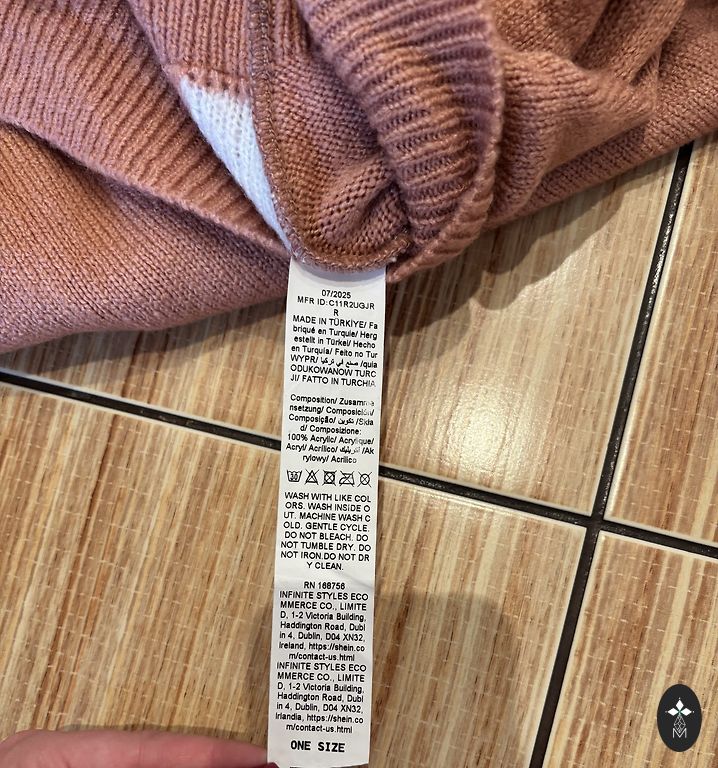 07/2025
MFR ID:C11R2UGJR
R
MADE IN TÜRKİYE/ Fa
briqué en Turquie/ Herg
estellt in Türkei/ Hecho
en Turquía/ Feito no Tur
quia/ صنع في تركيا /WYPR
ODUKOWANOW TURC
JI/ FATTO IN TURCHIA
Composition/ Zusamme
nsetzung/ Composición/
Composição/ تكوين /Skła
d/ Composizione:
100% Acrylic/ Acrylique/
Acryl/ Acrílico/ أكريليك /Ak
rylowy/ Acrilico
WASH WITH LIKE COL
ORS. WASH INSIDE O
UT. MACHINE WASH C
OLD. GENTLE CYCLE.
DO NOT BLEACH. DO
NOT TUMBLE DRY. DO
NOT IRON.DO NOT DR
Y CLEAN.
RN 168756
INFINITE STYLES ECO
MMERCE CO., LIMITE
D, 1-2 Victoria Building,
Haddington Road, Dubl
in 4, Dublin, D04 XN32,
Ireland, https://shein.co
m/contact-us.html
INFINITE STYLES ECO
MMERCE CO., LIMITE
D, 1-2 Victoria Building,
Haddington Road, Dubl
in 4, Dublin, D04 XN32,
Irlandia, https://shein.co
m/contact-us.html
ONE SIZE
M